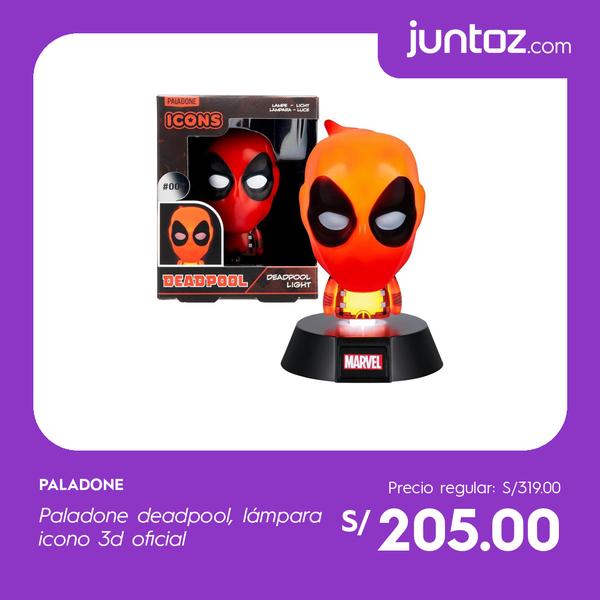 juntoz.com
PALADONE
ICONS
LAMPE - LIGHT
LÁMPARA - LUCE
#00
DEADPOOL
DEADPOOL
LIGHT
MARVEL
PALADONE
Paladone deadpool, lámpara
icono 3d oficial
Precio regular: S/319.00
S/ 205.00